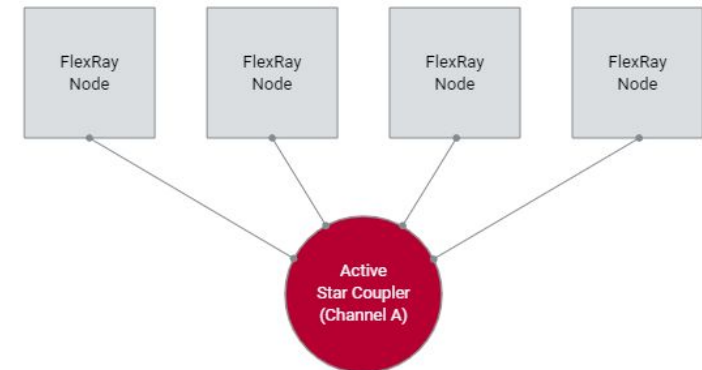 FlexRay
Node
FlexRay
Node
FlexRay
Node
FlexRay
Node
Active
Star Coupler
(Channel A)